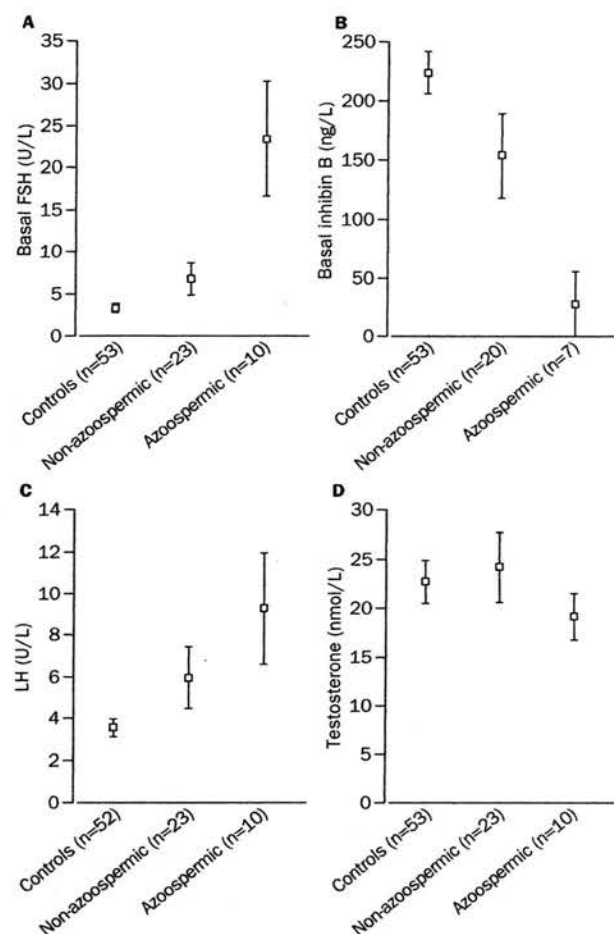 A
Basal FSH (U/L)
35
30
25
20
15
10
5
0
Controls (n=53)
Non-azoospermic (n=23)
Azoospermic (n=10)
B
Basal inhibin B (ng/L)
250
200
150
100
50
0
Controls (n=53)
Non-azoospermic (n=20)
Azoospermic (n=7)
C
LH (U/L)
14
12
10
8
6
4
2
0
Controls (n=52)
Non-azoospermic (n=23)
Azoospermic (n=10)
D
Testosterone (nmol/L)
30
25
20
15
10
5
0
Controls (n=53)
Non-azoospermic (n=23)
Azoospermic (n=10)